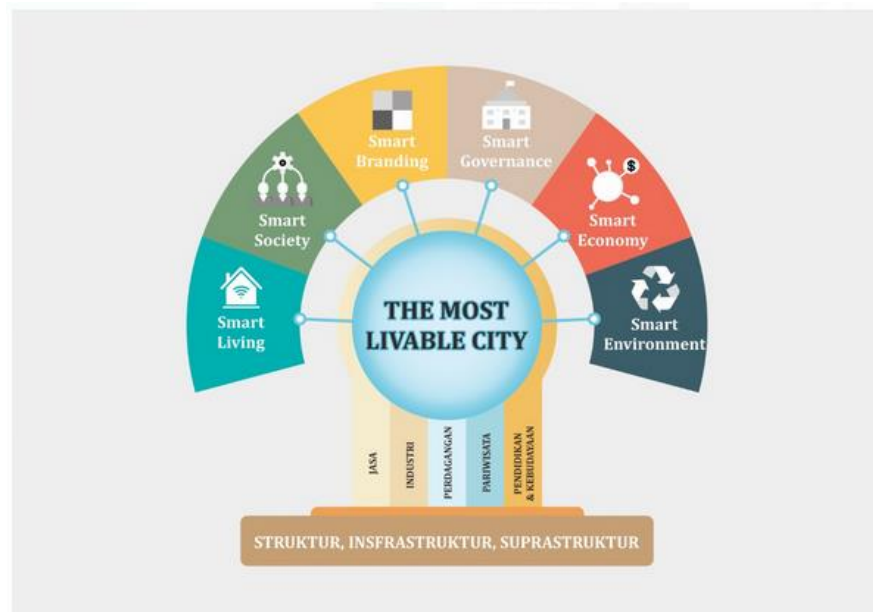 Smart
Branding
Smart
Governance
Smart
Society
$
Smart
Economy
Smart
Living
THE MOST
LIVABLE CITY
Smart
Environment
JASA
INDUSTRI
PERDAGANGAN
PARIWISATA
PENDIDIKAN
& KEBUDAYAAN
STRUKTUR, INSFRASTRUKTUR, SUPRASTRUKTUR